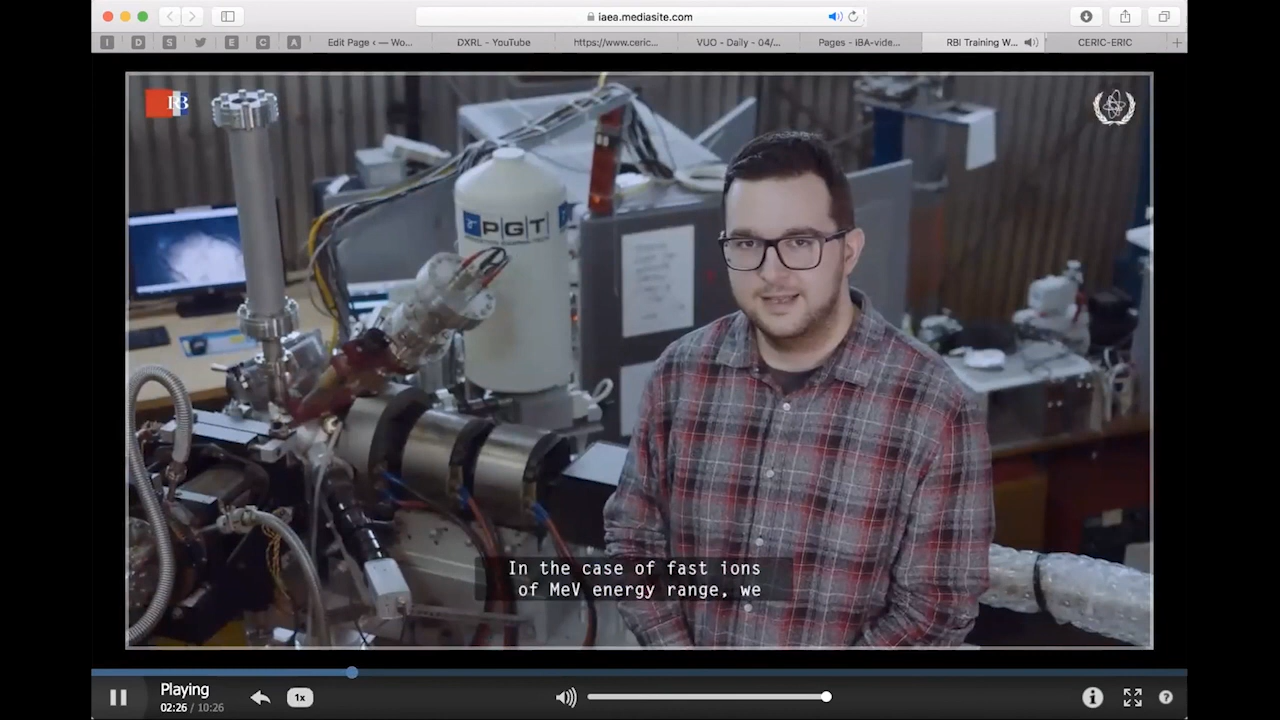 iaea.mediasite.com
I
D
S
E
C
A
Edit Page ‹ — Wo...
DXRL - YouTube
https://www.ceric...
VUO - Daily - 04/...
Pages - iBA-vide...
RBI Training W...
CERIC-ERIC
RB
PGT
In the case of fast ions
of MeV energy range, we
Playing
02:26 / 10:26
1x